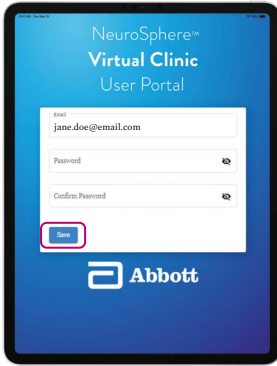 NeuroSphere™
Virtual Clinic
User Portal
Email
jane.doe@email.com
Password
Confirm Password
Save
Abbott